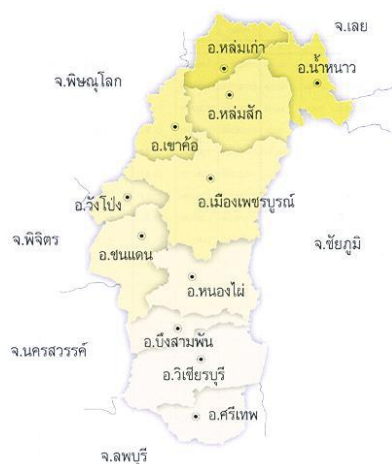 จ.เลย
อ.หล่มเก่า
จ.พิษณุโลก
อ.น้ำหนาว
อ.หล่มสัก
อ.เขาค้อ
อ.วังโป่ง
อ.เมืองเพชรบูรณ์
จ.พิจิตร
จ.ชัยภูมิ
อ.ชนแดน
อ.หนองไผ่
จ.นครสวรรค์
อ.บึงสามพัน
อ.วิเชียรบุรี
อ.ศรีเทพ
จ.ลพบุรี